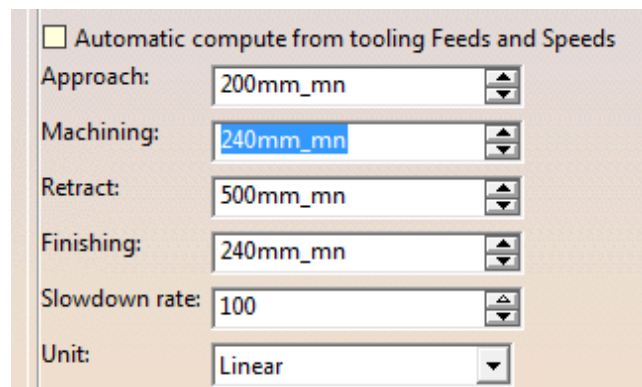 Automatic compute from tooling Feeds and Speeds
Approach: 200mm_mn
Machining: 240mm_mn
Retract: 500mm_mn
Finishing: 240mm_mn
Slowdown rate: 100
Unit: Linear